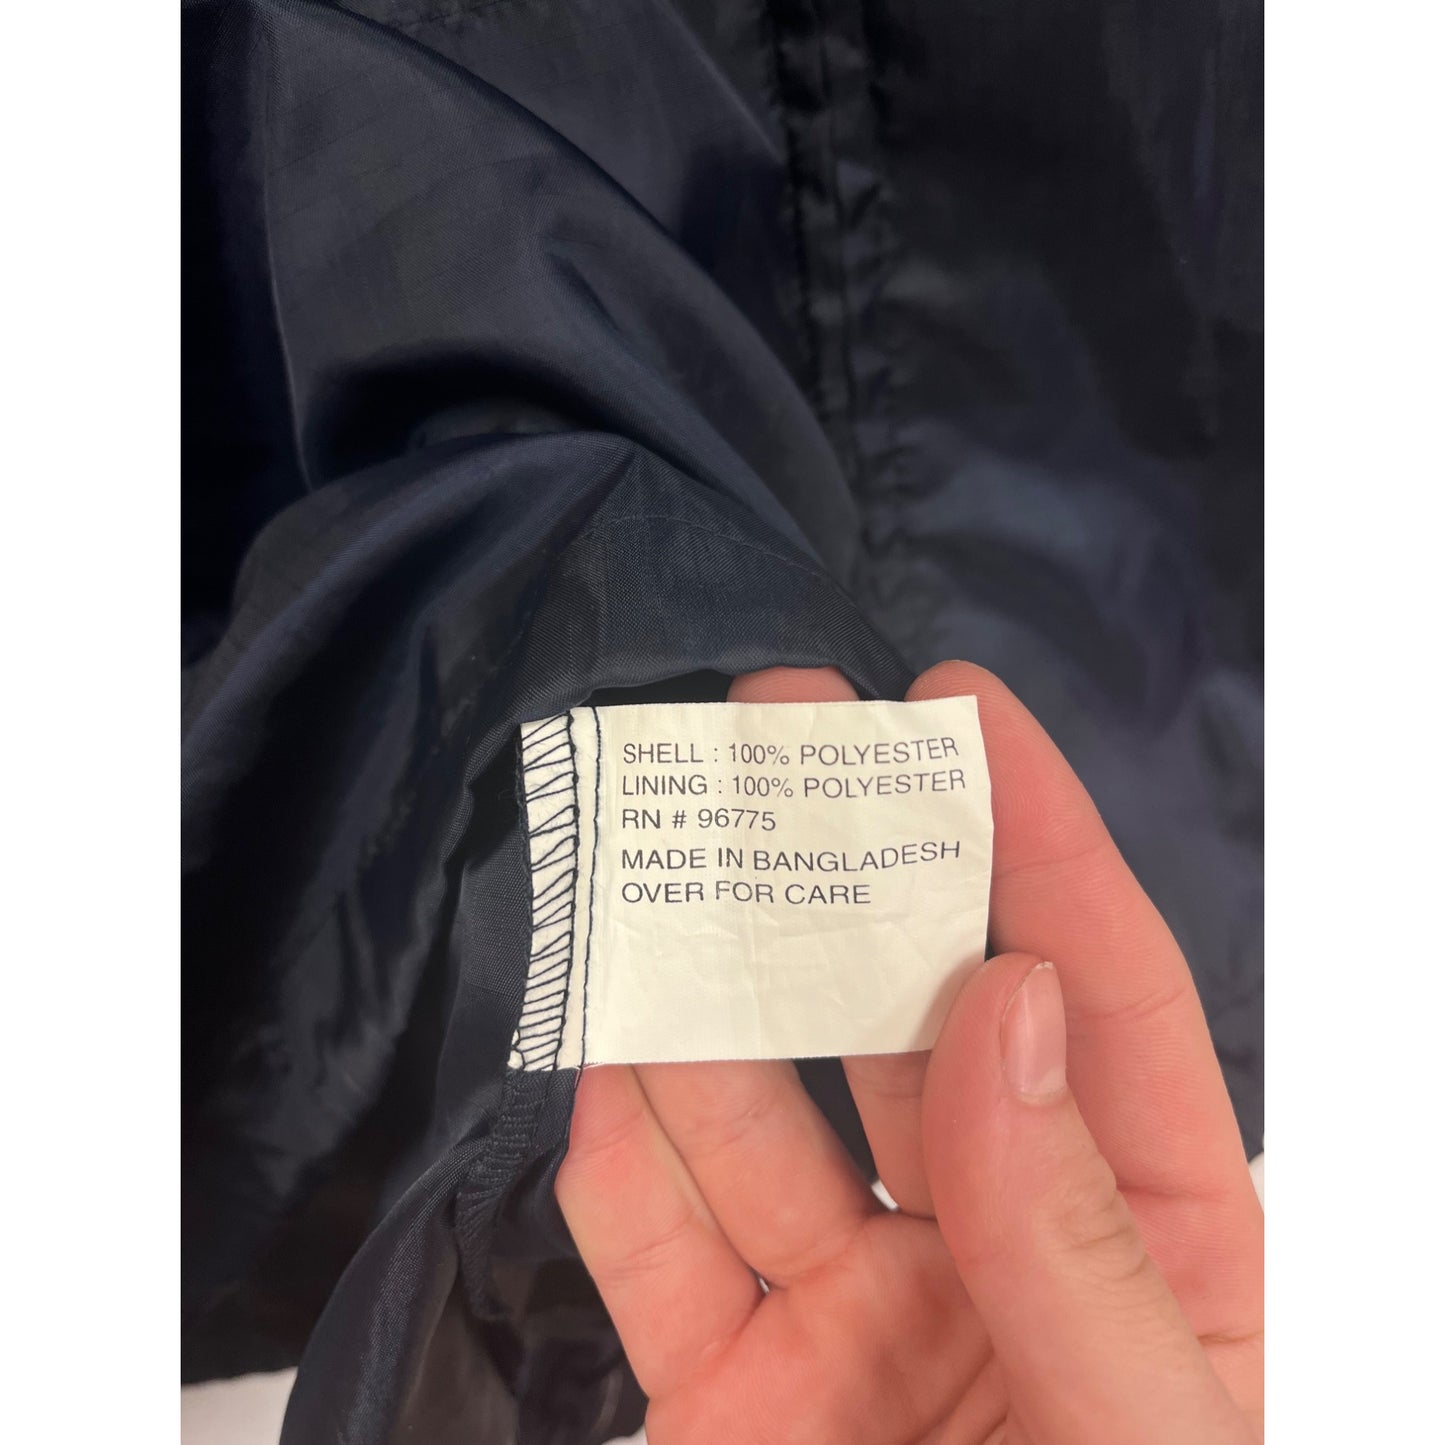 SHELL : 100% POLYESTER
LINING : 100% POLYESTER
RN # 96775
MADE IN BANGLADESH
OVER FOR CARE